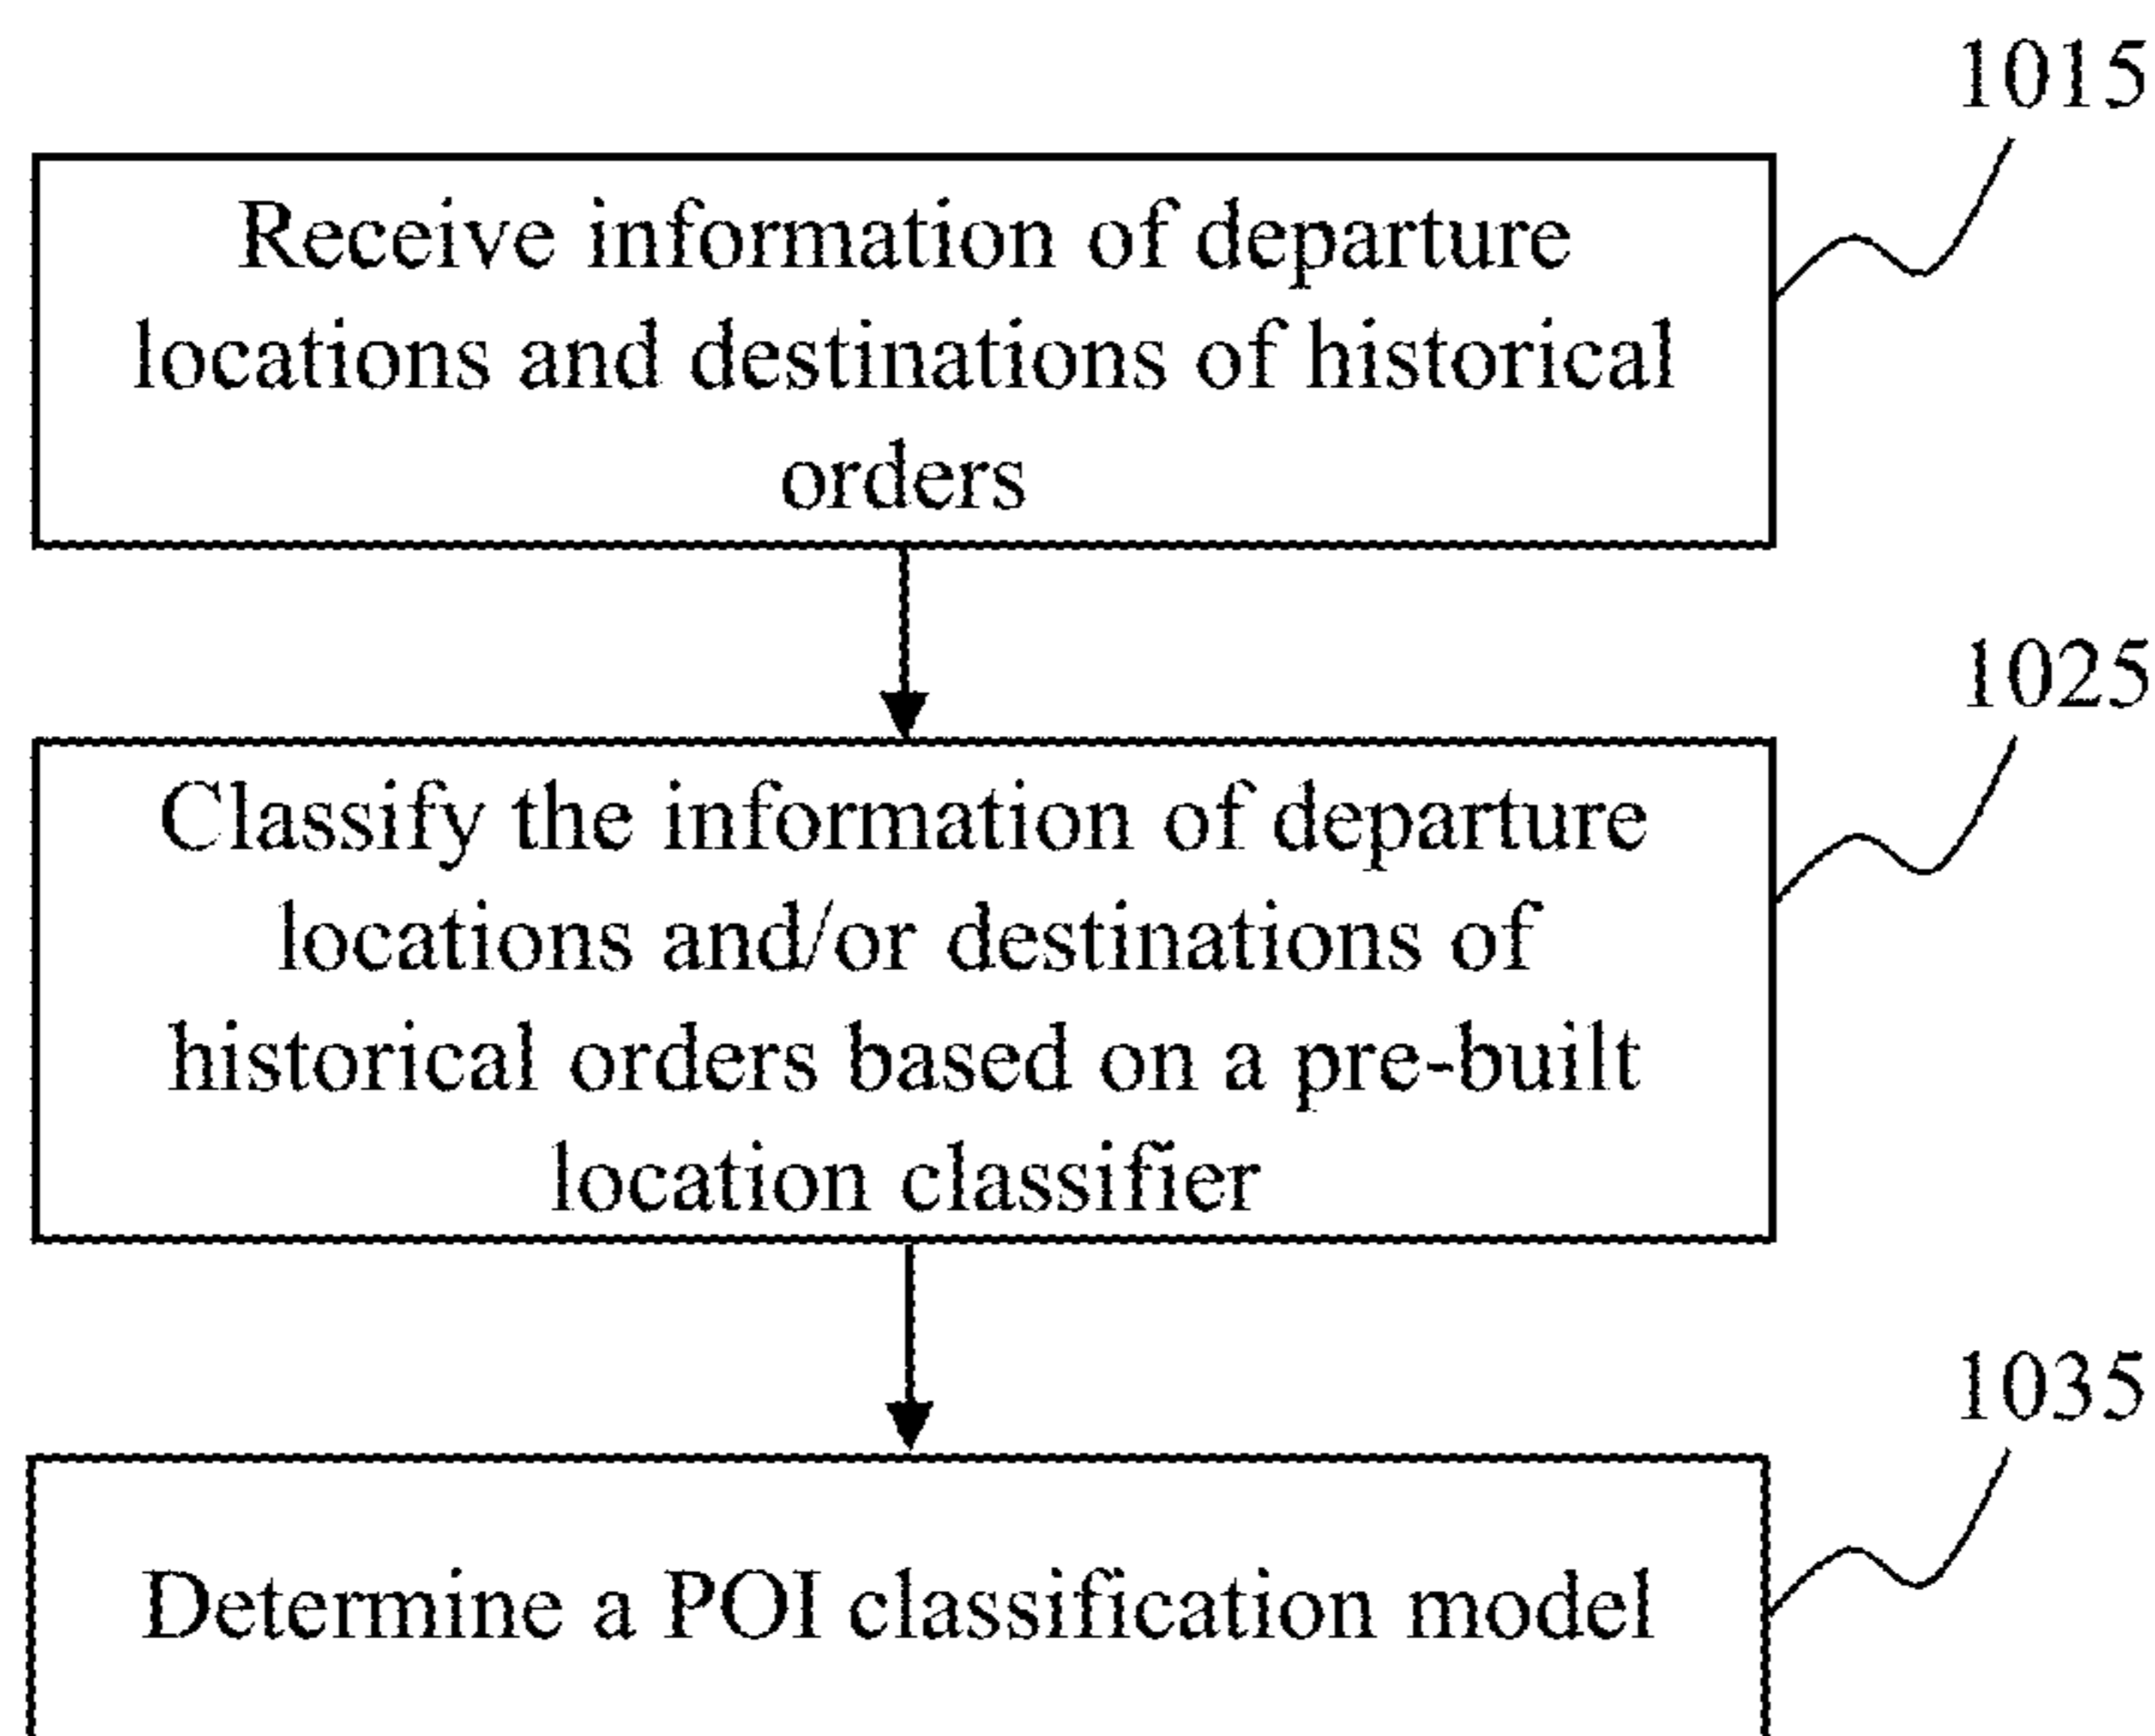 1015
Receive information of departure
locations and destinations of historical
orders
1025
Classify the information of departure
locations and/or destinations of
historical orders based on a pre-built
location classifier
1035
Determine a POI classification model